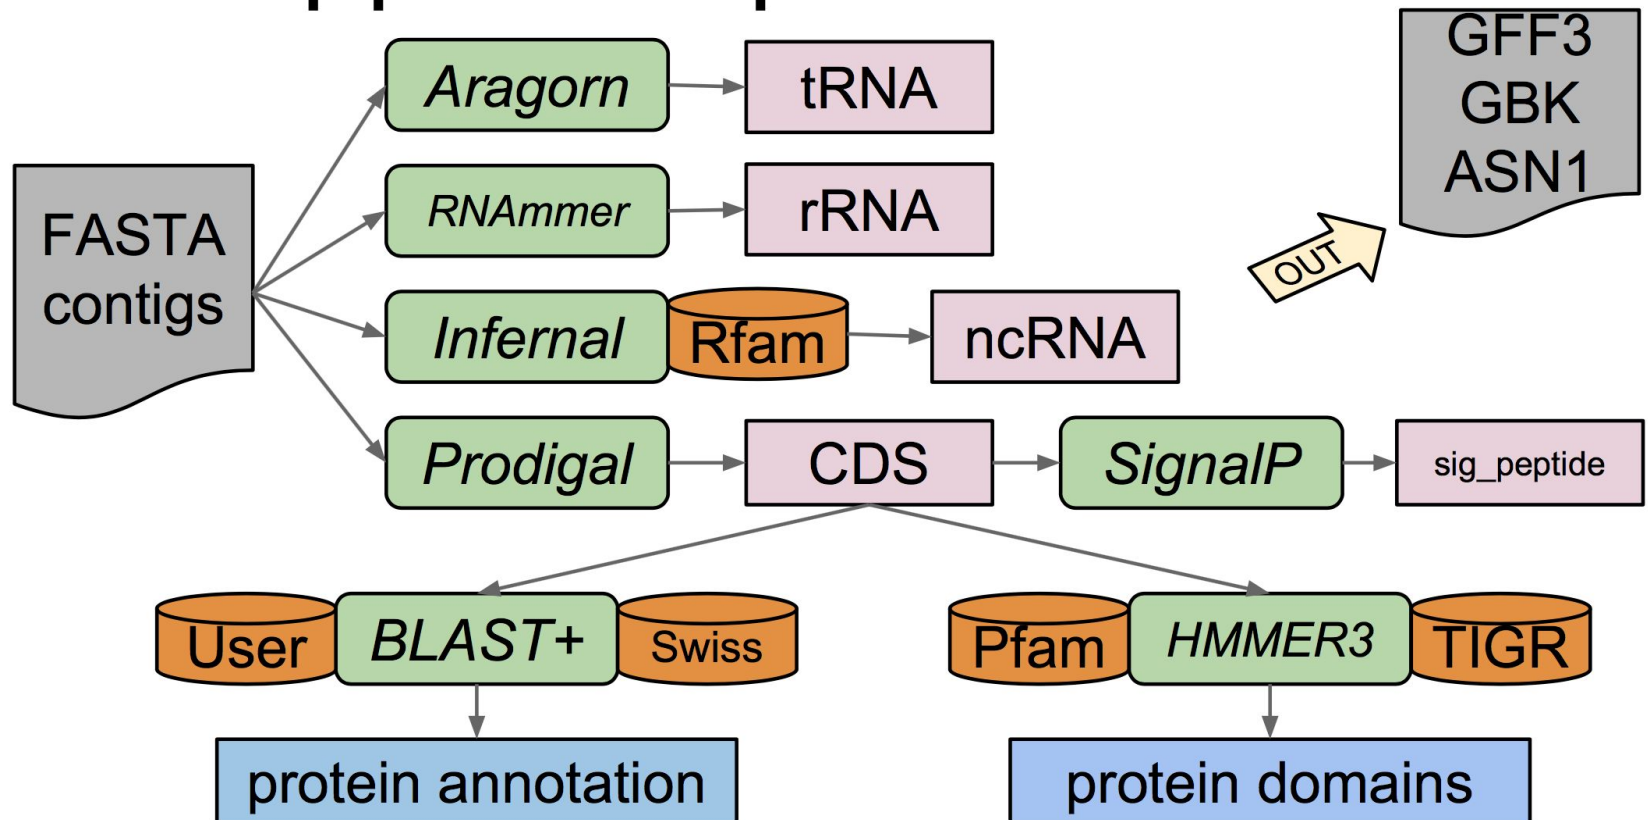 FASTA
contigs
Aragorn
tRNA
RNAmmer
rRNA
Infernal
Rfam
ncRNA
Prodigal
CDS
SignalP
sig_peptide
User
BLAST+
Swiss
Pfam
HMMER3
TIGR
protein annotation
protein domains
OUT
GFF3
GBK
ASN1